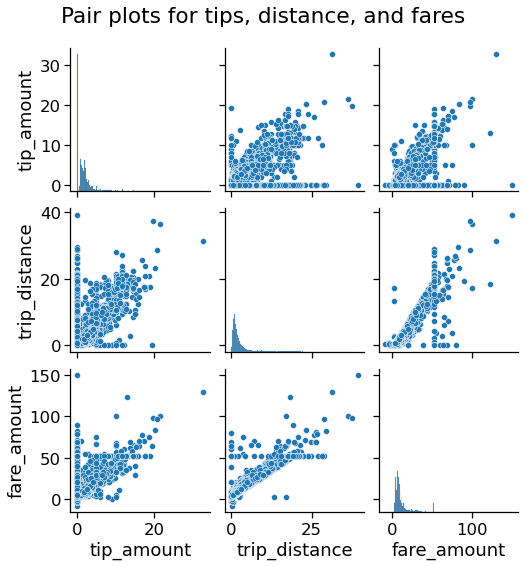 Pair plots for tips, distance, and fares
tip_amount
30
20
10
0
trip_distance
40
20
0
fare_amount
150
100
50
0
0
20
0
25
0
100
tip_amount
trip_distance
fare_amount